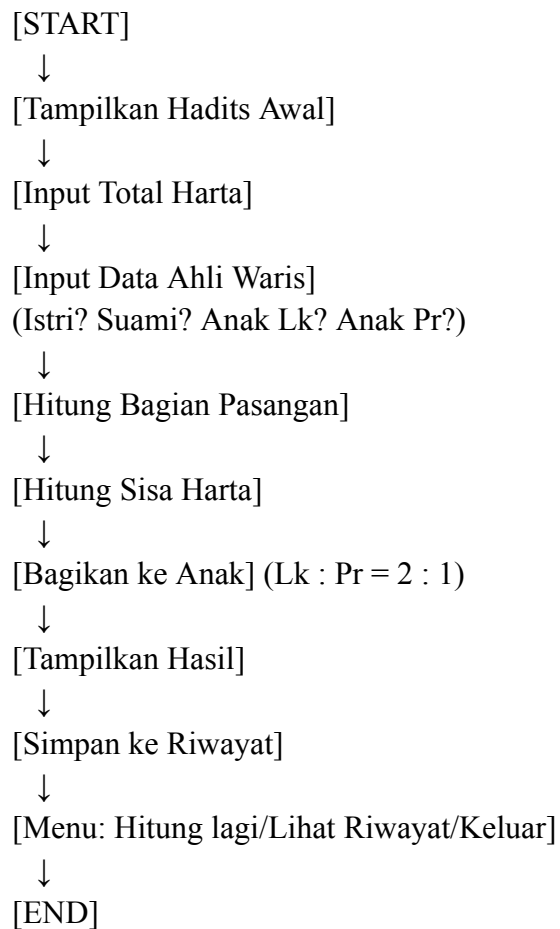 [START]
↓
[Tampilkan Hadits Awal]
↓
[Input Total Harta]
↓
[Input Data Ahli Waris]
(Istri? Suami? Anak Lk? Anak Pr?)
↓
[Hitung Bagian Pasangan]
↓
[Hitung Sisa Harta]
↓
[Bagikan ke Anak] (Lk : Pr = 2 : 1)
↓
[Tampilkan Hasil]
↓
[Simpan ke Riwayat]
↓
[Menu: Hitung lagi/Lihat Riwayat/Keluar]
↓
[END]